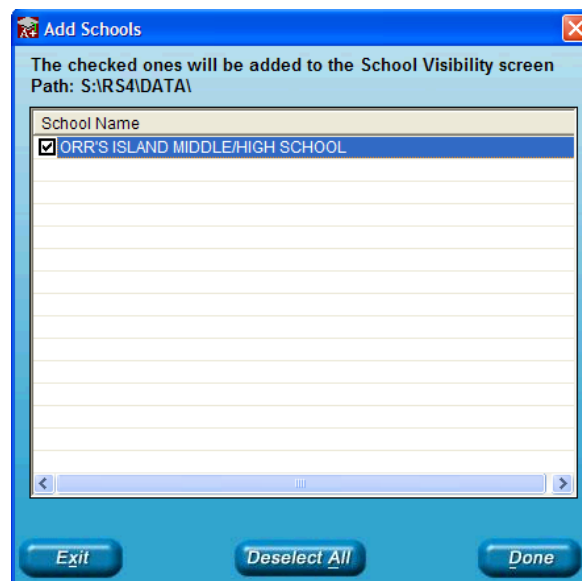 Add Schools
The checked ones will be added to the School Visibility screen
Path: S:\RS4\DATA\
School Name
ORR'S ISLAND MIDDLE/HIGH SCHOOL
Exit
Deselect All
Done